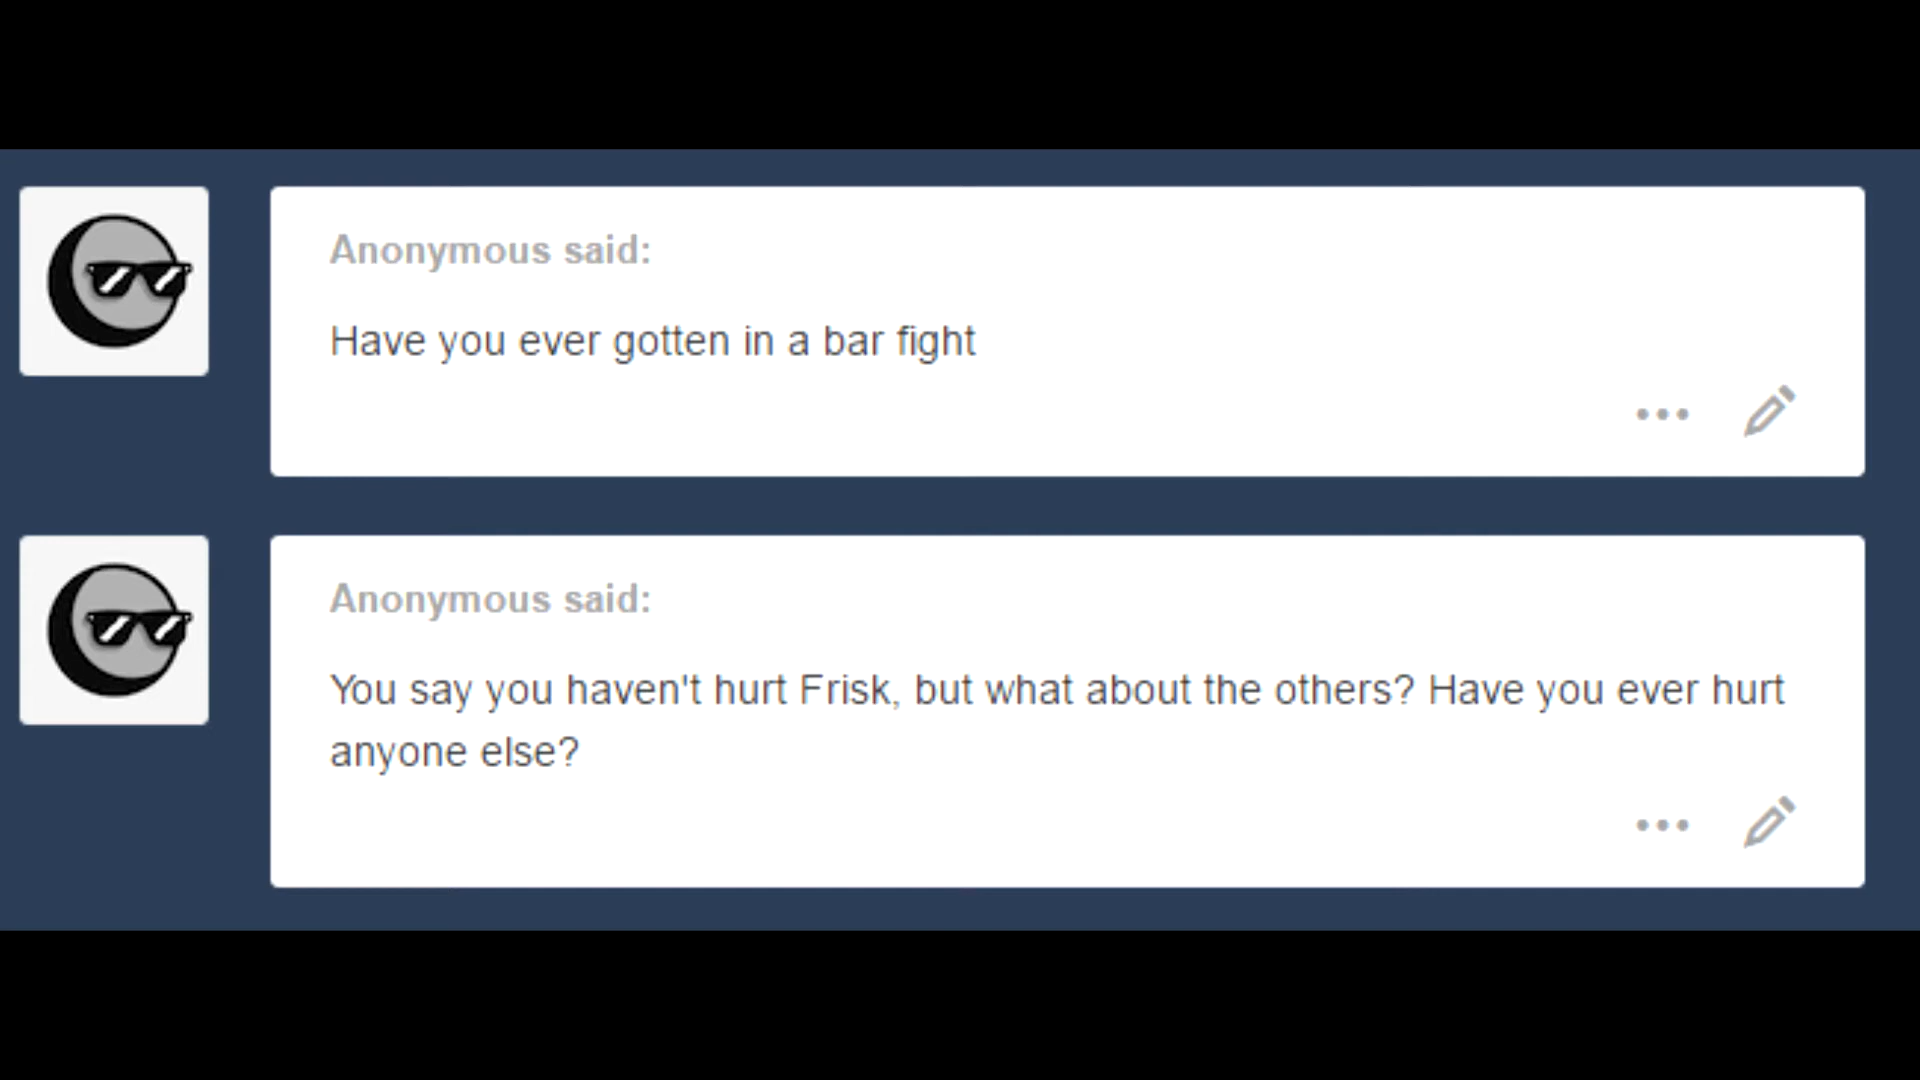 Anonymous said:
Have you ever gotten in a bar fight
Anonymous said:
You say you haven't hurt Frisk, but what about the others? Have you ever hurt
anyone else?